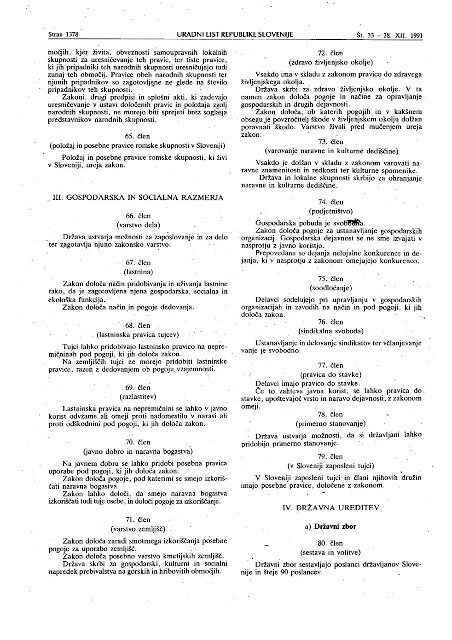 Stran 1378
URADNI LIST REPUBLIKE SLOVENIJE
Št. 33 – 28. XII. 1991
močjih, kjer živita, obveznosti samoupravnih lokalnih
skupnosti za uresničevanje teh pravic, ter tiste pravice,
ki jih pripadniki teh narodnih skupnosti uresničujejo tudi
zunaj teh območij. Pravice obeh narodnih skupnosti ter
njunih pripadnikov so zagotovljene ne glede na število
pripadnikov teh skupnosti.
Zakoni, drugi predpisi in splošni akti, ki zadevajo
uresničevanje v ustavi določenih pravic in položaja zgolj
narodnih skupnosti, ne morejo biti sprejeti brez soglasja
predstavnikov narodnih skupnosti.
65. člen
(položaj in posebne pravice romske skupnosti v Sloveniji)
Položaj in posebne pravice romske skupnosti, ki živi
v Sloveniji, ureja zakon.
III. GOSPODARSKA IN SOCIALNA RAZMERJA
66. člen
(varstvo dela)
Država ustvarja možnosti za zaposlovanje in za delo
ter zagotavlja njuno zakonsko varstvo.
67. člen
(lastnina)
Zakon določa način pridobivanja in uživanja lastnine
tako, da je zagotovljena njena gospodarska, socialna in
ekološka funkcija.
Zakon določa način in pogoje dedovanja.
68. člen
(lastninska pravica tujcev)
Tujci lahko pridobivajo lastninsko pravico na nepre-
mičninah pod pogoji, ki jih določa zakon.
Na zemljiščih tujci ne morejo pridobiti lastninske
pravice, razen z dedovanjem ob pogoju vzajemnosti.
69. člen
(razlastitev)
Lastninska pravica na nepremičnini se lahko v javno
korist odvzame ali omeji proti nadomestilu v naravi ali
proti odškodnini pod pogoji, ki jih določa zakon.
70. člen
(javno dobro in naravna bogastva)
Na javnem dobru se lahko pridobi posebna pravica
uporabe pod pogoji, ki jih določa zakon.
Zakon določa pogoje, pod katerimi se smejo izkoriš-
čati naravna bogastva.
Zakon lahko določi, da smejo naravna bogastva
izkoriščati tudi tuje osebe, in določi pogoje za izkoriščanje.
71. člen
(varstvo zemljišč)
Zakon določa zaradi smotrnega izkoriščanja posebne
pogoje za uporabo zemljišč.
Zakon določa posebno varstvo kmetijskih zemljišč.
Država skrbi za gospodarski, kulturni in socialni
napredek prebivalstva na gorskih in hribovitih območjih.
72. člen
(zdravo življenjsko okolje)
Vsakdo ima v skladu z zakonom pravico do zdravega
življenjskega okolja.
Država skrbi za zdravo življenjsko okolje. V ta
namen zakon določa pogoje in načine za opravljanje
gospodarskih in drugih dejavnosti.
Zakon določa, ob katerih pogojih in v kakšnem
obsegu je povzročitelj škode v življenjskem okolju dolžan
poravnati škodo. Varstvo živali pred mučenjem ureja
zakon.
73. člen
(varovanje naravne in kulturne dediščine)
Vsakdo je dolžan v skladu z zakonom varovati na-
ravne znamenitosti in redkosti ter kulturne spomenike.
Država in lokalne skupnosti skrbijo za ohranjanje
naravne in kulturne dediščine.
74. člen
(podjetništvo)
Gospodarska pobuda je svobodna.
Zakon določa pogoje za ustanavljanje gospodarskih
organizacij. Gospodarska dejavnost se ne sme izvajati v
nasprotju z javno koristjo.
Prepovedana so dejanja nelojalne konkurence in de-
janja, ki v nasprotju z zakonom omejujejo konkurenco.
75. člen
(soodločanje)
Delavci sodelujejo pri upravljanju v gospodarskih
organizacijah in zavodih na način in pod pogoji, ki jih
določa zakon.
76. člen
(sindikalna svoboda)
Ustanavljanje in delovanje sindikatov ter včlanjevanje
vanje je svobodno.
77. člen
(pravica do stavke)
Delavci imajo pravico do stavke.
Če to zahteva javna korist, se lahko pravica do
stavke, upoštevajoč vrsto in naravo dejavnosti, z zakonom
omeji.
78. člen
(primerno stanovanje)
Država ustvarja možnosti, da si državljani lahko
pridobijo primerno stanovanje.
79. člen
(v Sloveniji zaposleni tujci)
V Sloveniji zaposleni tujci in člani njihovih družin
imajo posebne pravice, določene z zakonom.
IV. DRŽAVNA UREDITEV
a) Državni zbor
80. člen
(sestava in volitve)
Državni zbor sestavljajo poslanci državljanov Slove-
nije in šteje 90 poslancev.